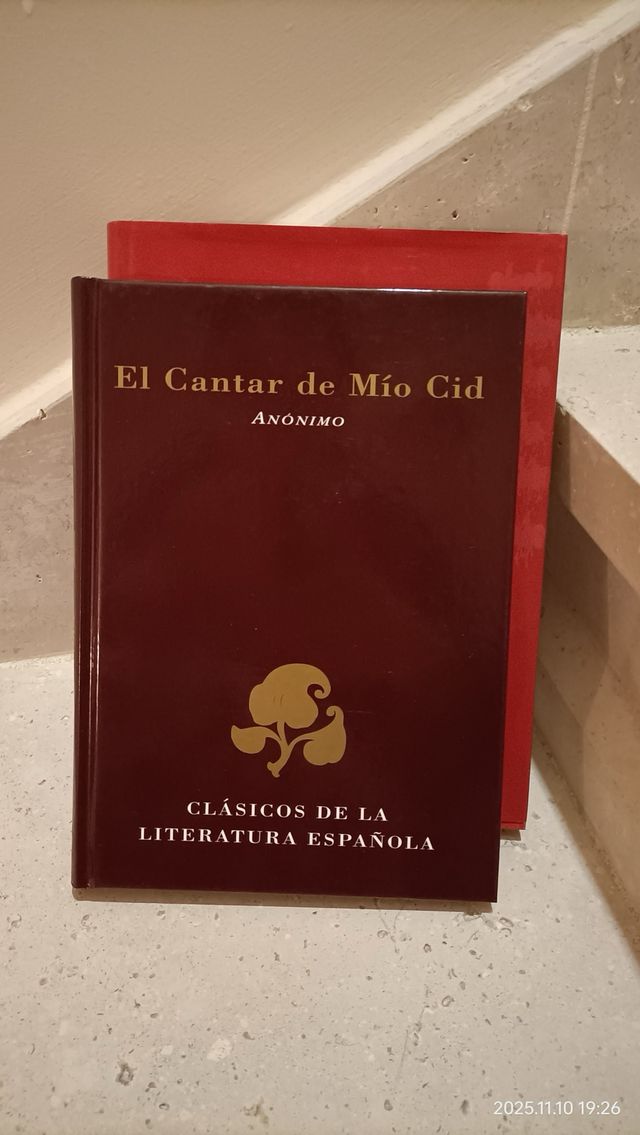 El Cantar de Mío Cid
ANÓNIMO
CLÁSICOS DE LA
LITERATURA ESPAÑOLA
2025.11.10 19:26